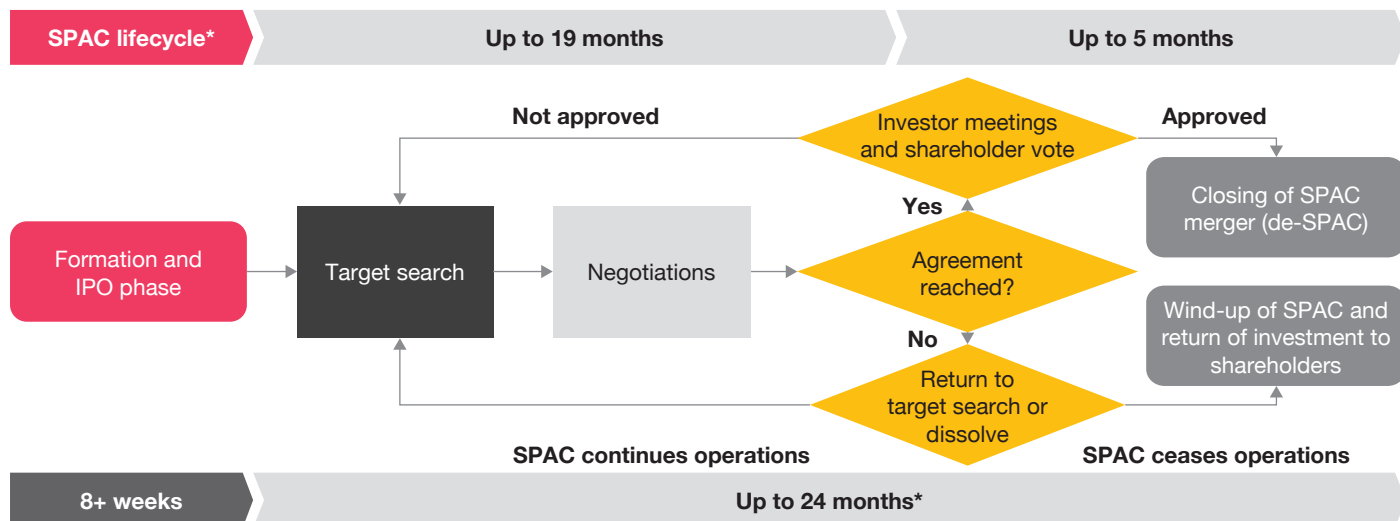 SPAC lifecycle*
Up to 19 months
Up to 5 months
Not approved
Investor meetings
and shareholder vote
Approved
Closing of SPAC
merger (de-SPAC)
Yes
Formation and
IPO phase
Target search
Negotiations
Agreement
reached?
No
Wind-up of SPAC and
return of investment to
shareholders
Return to
target search or
dissolve
SPAC continues operations
SPAC ceases operations
8+ weeks
Up to 24 months*